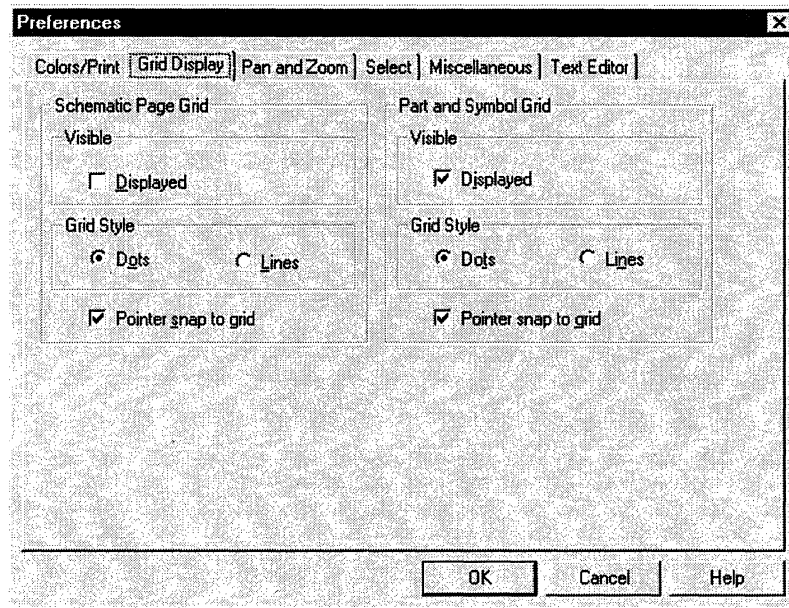 Preferences
Colors/Print Grid Display Pan and Zoom Select Miscellaneous Text Editor
Schematic Page Grid
Visible
Displayed
Grid Style
Dots Lines
Pointer snap to grid
Part and Symbol Grid
Visible
Displayed
Grid Style
Dots Lines
Pointer snap to grid
OK Cancel Help